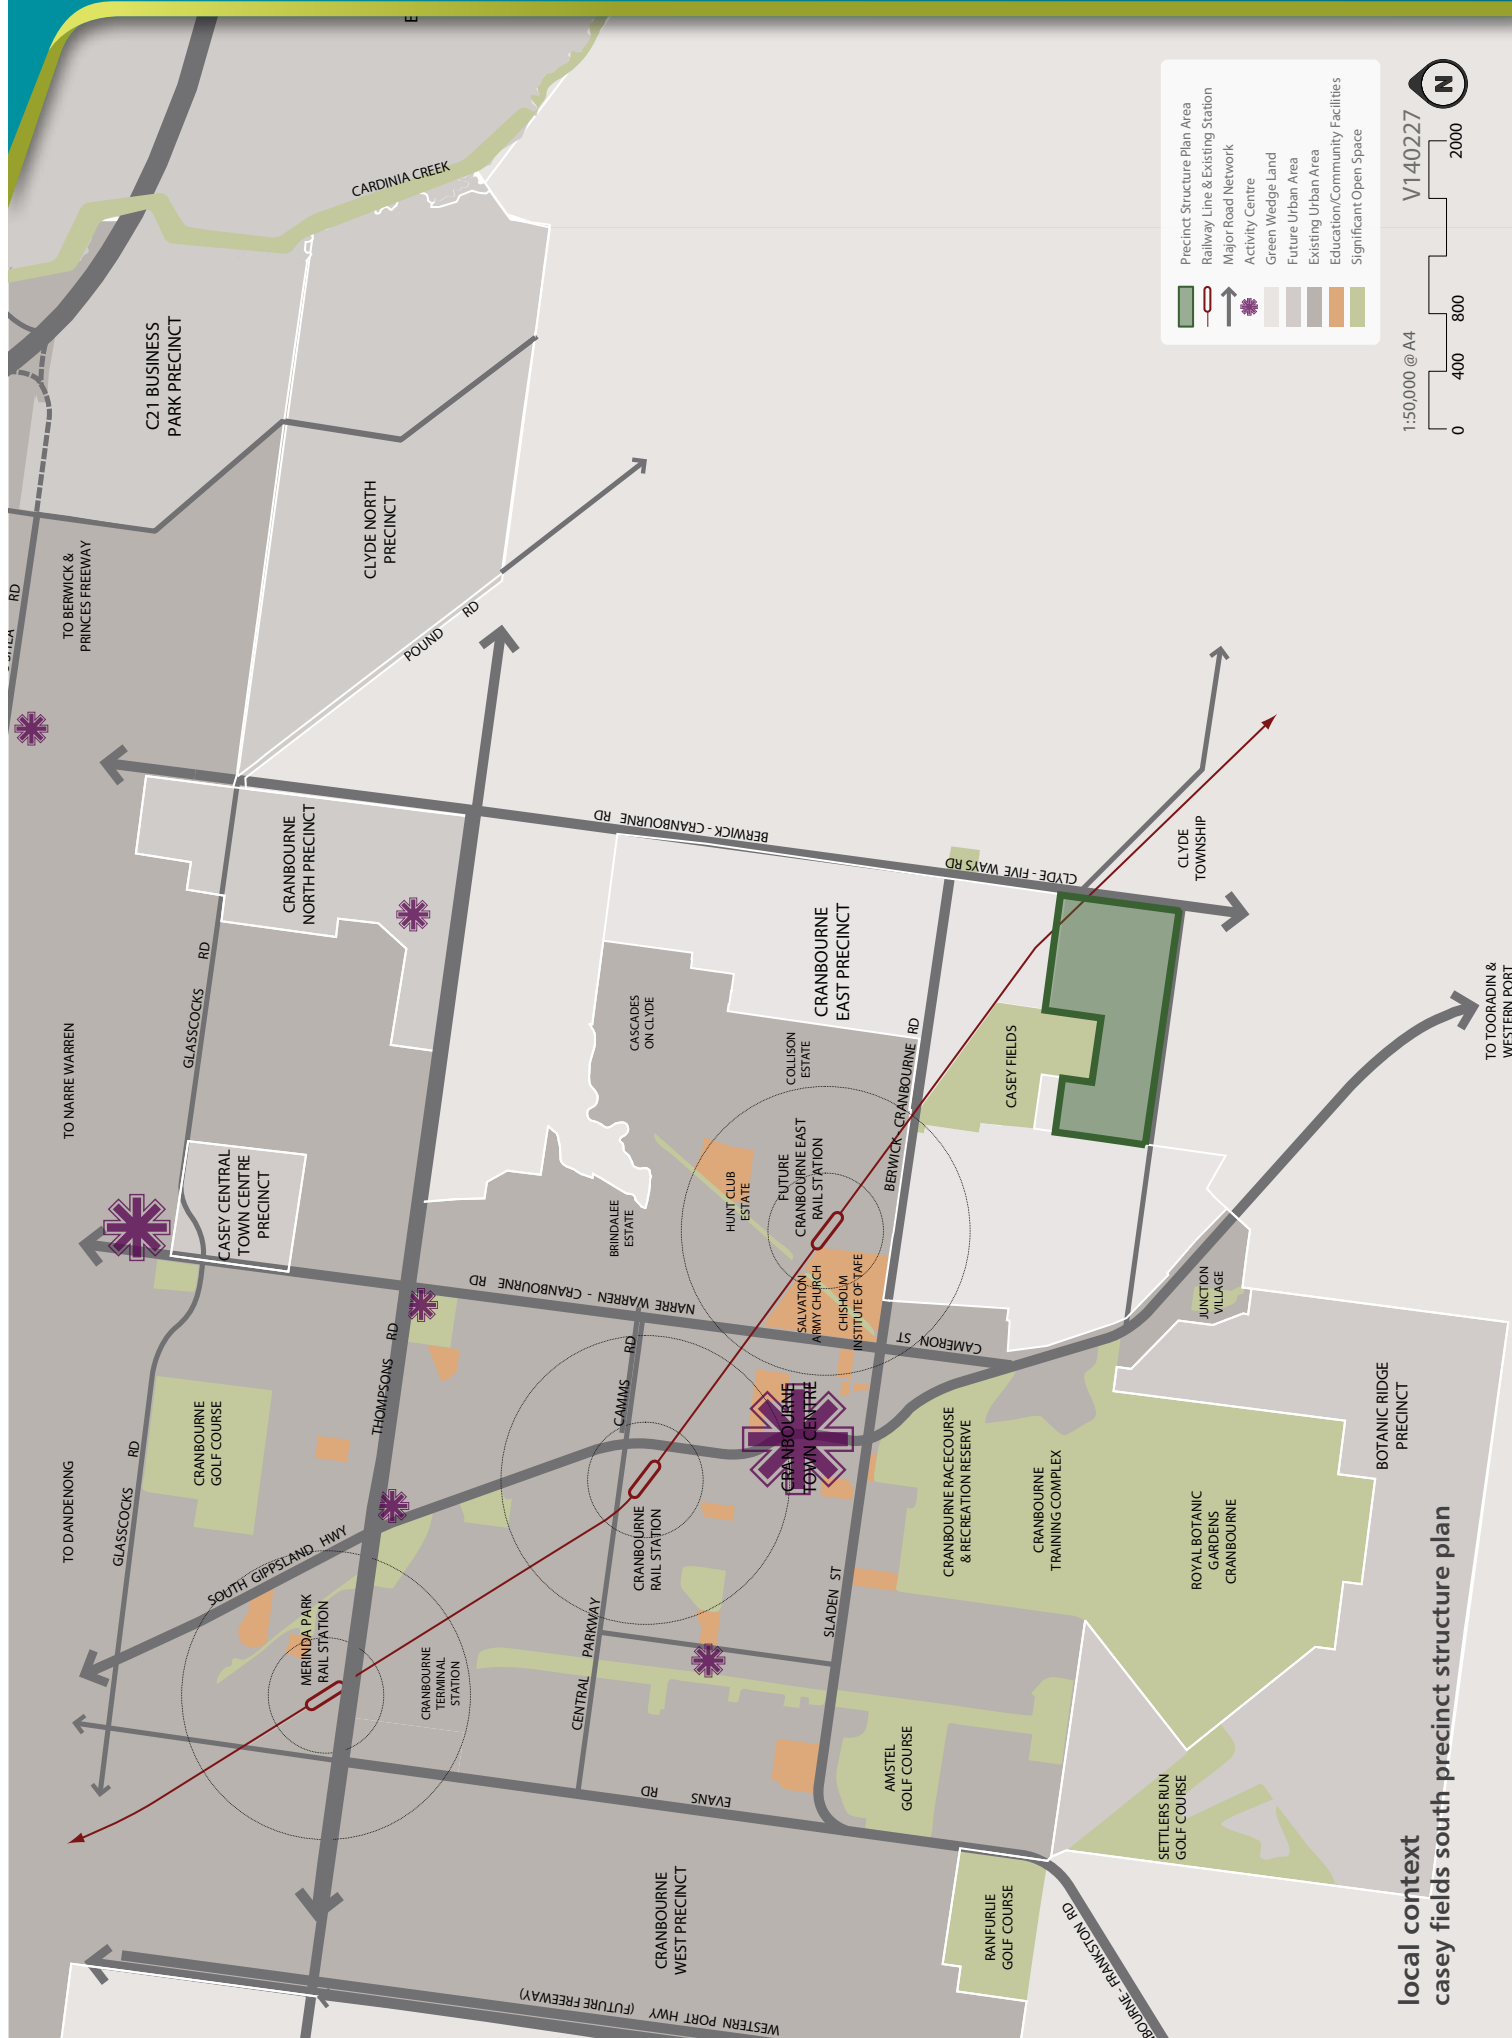 local context
casey fields south precinct structure plan
TO DANDENONG
TO NARRE WARREN
TO BERWICK &
PRINCES FREEWAY
RD
GLASSCOCKS
RD
GLASSCOCKS
RD
CRANBOURNE
GOLF COURSE
CASEY CENTRAL
TOWN CENTRE
PRECINCT
CRANBOURNE
NORTH PRECINCT
C21 BUSINESS
PARK PRECINCT
CARDINIA CREEK
CLYDE NORTH
PRECINCT
POUND RD
SOUTH GIPPSLAND HWY
MERINDA PARK
RAIL STATION
THOMPSONS RD
CRANBOURNE
TERMINAL
STATION
NARRE WARREN - CRANBOURNE RD
BERWICK - CRANBOURNE RD
CENTRAL PARKWAY
CAMMS RD
CRANBOURNE
RAIL STATION
BRINDALEE
ESTATE
CASCADES
ON CLYDE
HUNT CLUB
ESTATE
COLLISON
ESTATE
FUTURE
CRANBOURNE EAST
RAIL STATION
CRANBOURNE
EAST PRECINCT
EVANS RD
CRANBOURNE
WEST PRECINCT
WESTERN PORT HWY (FUTURE FREEWAY)
CRANBOURNE
TOWN CENTRE
SALVATION
ARMY CHURCH
CHISHOLM
INSTITUTE OF TAFE
SLADEN ST
CAMERON ST
BERWICK - CRANBOURNE RD
CLYDE - FIVE WAYS RD
CASEY FIELDS
CLYDE
TOWNSHIP
AMSTEL
GOLF COURSE
CRANBOURNE RACECOURSE
& RECREATION RESERVE
CRANBOURNE
TRAINING COMPLEX
ROYAL BOTANIC
GARDENS
CRANBOURNE
JUNCTION
VILLAGE
BOTANIC RIDGE
PRECINCT
SETTLERS RUN
GOLF COURSE
RANFURLIE
GOLF COURSE
FRANKSTON RD
TO TOORADIN &
WESTERN PORT
Precinct Structure Plan Area
Railway Line & Existing Station
Major Road Network
Activity Centre
Green Wedge Land
Future Urban Area
Existing Urban Area
Education/Community Facilities
Significant Open Space
1:50,000 @ A4
V140227
0 400 800 2000
N